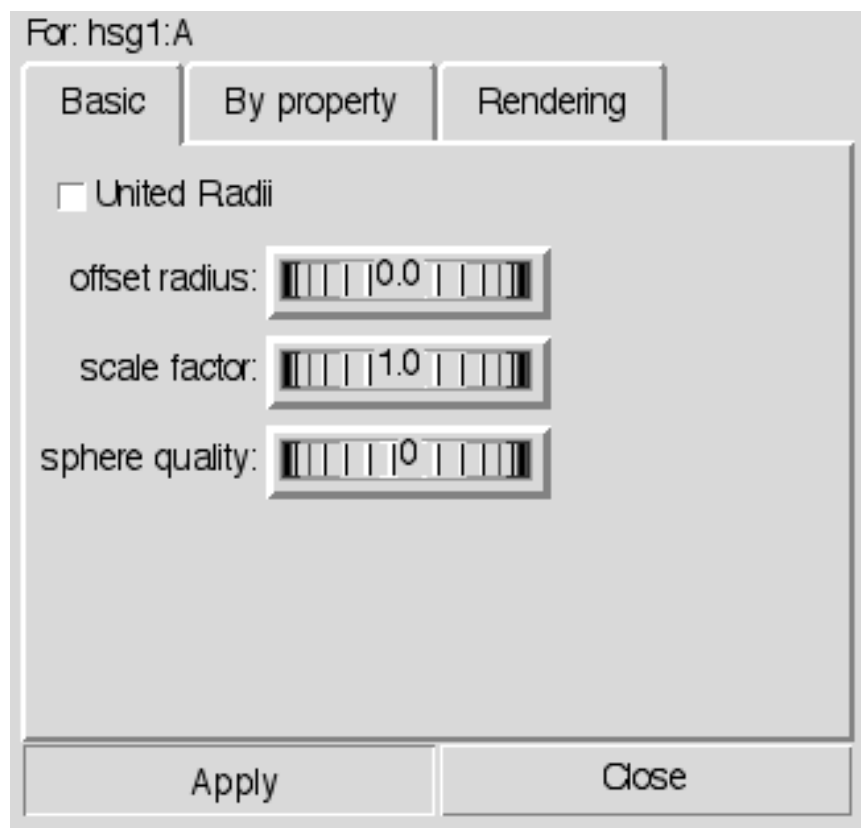 For: hsg1:A
Basic By property Rendering
United Radii
offset radius: 0.0
scale factor: 1.0
sphere quality: 0
Apply Close